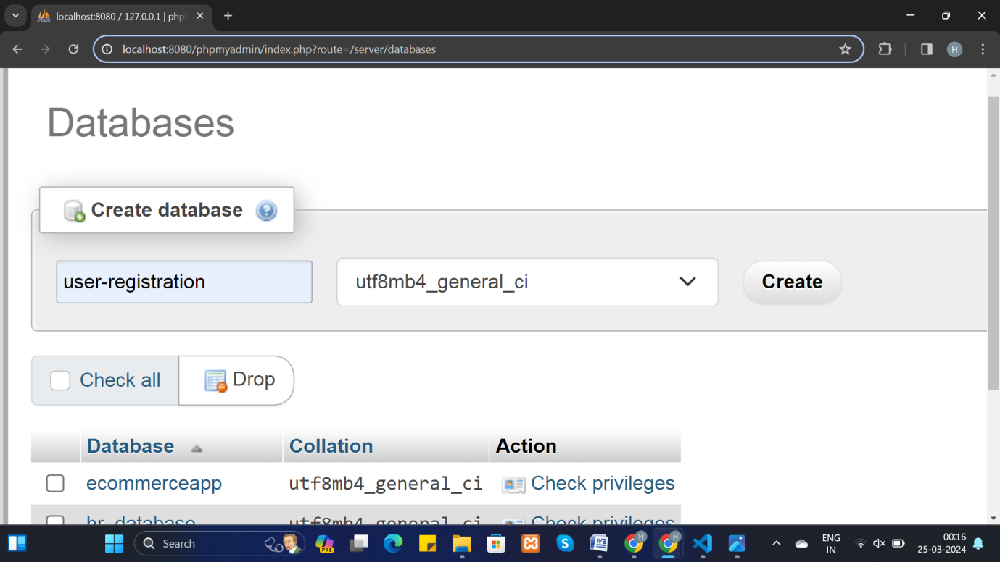 localhost:8080 / 127.0.0.1 | php
localhost:8080/phpmyadmin/index.php?route=/server/databases
H
Databases
Create database
user-registration
utf8mb4_general_ci
Create
Check all
Drop
Database Collation Action
ecommerceapp utf8mb4_general_ci Check privileges
hr_database utf8mb4_general_ci Check privileges
Search
PRE
H
H
ENG
IN
00:16
25-03-2024